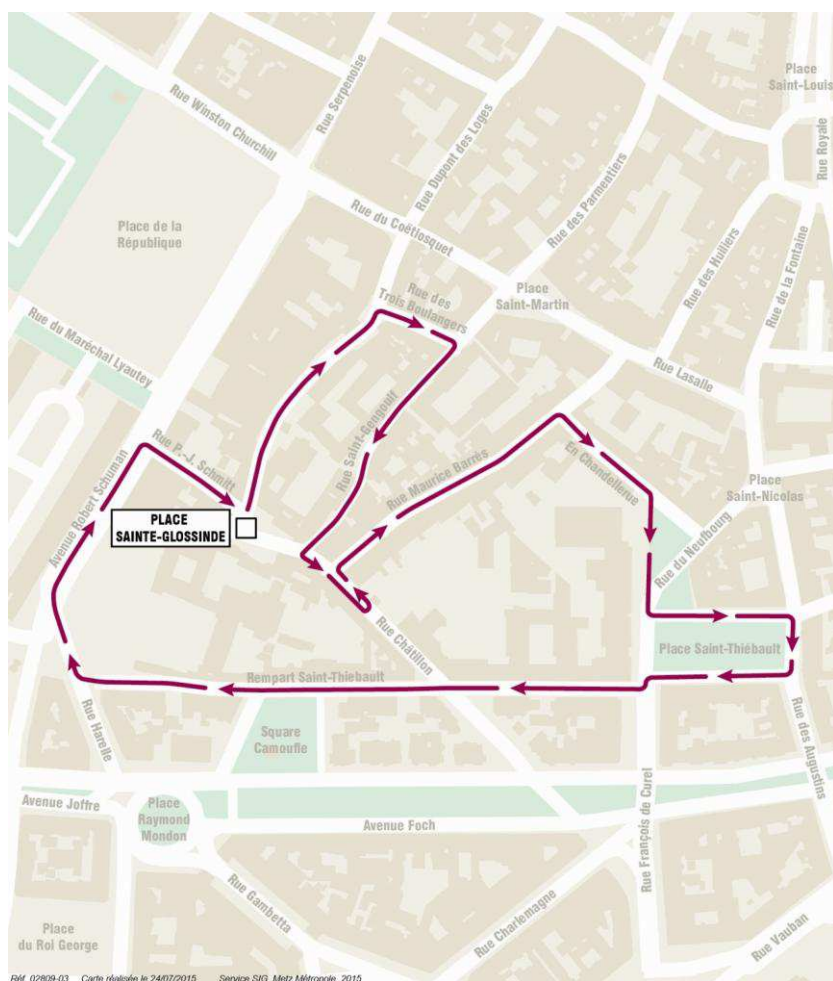 Place
Saint-Louis
Rue Serpenoise
Rue Winston Churchill
Rue Dupont des Loges
Rue Royale
Rue des Parmentiers
Place de la
République
Rue du Coëtlosquet
Rue des Huiliers
Rue de la Fontaine
Rue des
Trois Boulangers
Place
Saint-Martin
Rue du Maréchal Lyautey
Rue Lasalle
Rue P.-J. Schmitt
Rue Saint-Gengoult
Rue Maurice Barrès
En Chandellerue
Avenue Robert Schuman
Place
Saint-Nicolas
PLACE
SAINTE-GLOSSINDE
Rue du Neufbourg
Rue Châtillon
Place Saint-Thiébault
Rempart Saint-Thiebault
Rue Harelle
Square
Camoufle
Rue des Augustins
Avenue Joffre
Place
Raymond
Mondon
Avenue Foch
Rue François de Curel
Rue Gambetta
Rue Charlemagne
Place
du Roi George
Rue Vauban
Réf. 02809-03 Carte réalisée le 24/07/2015 Service SIG, Metz Métropole, 2015